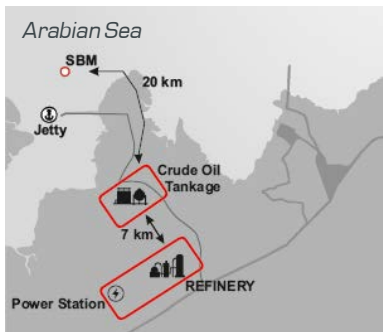 Arabian Sea
SBM
20 km
Jetty
Crude Oil
Tankage
7 km
REFINERY
Power Station